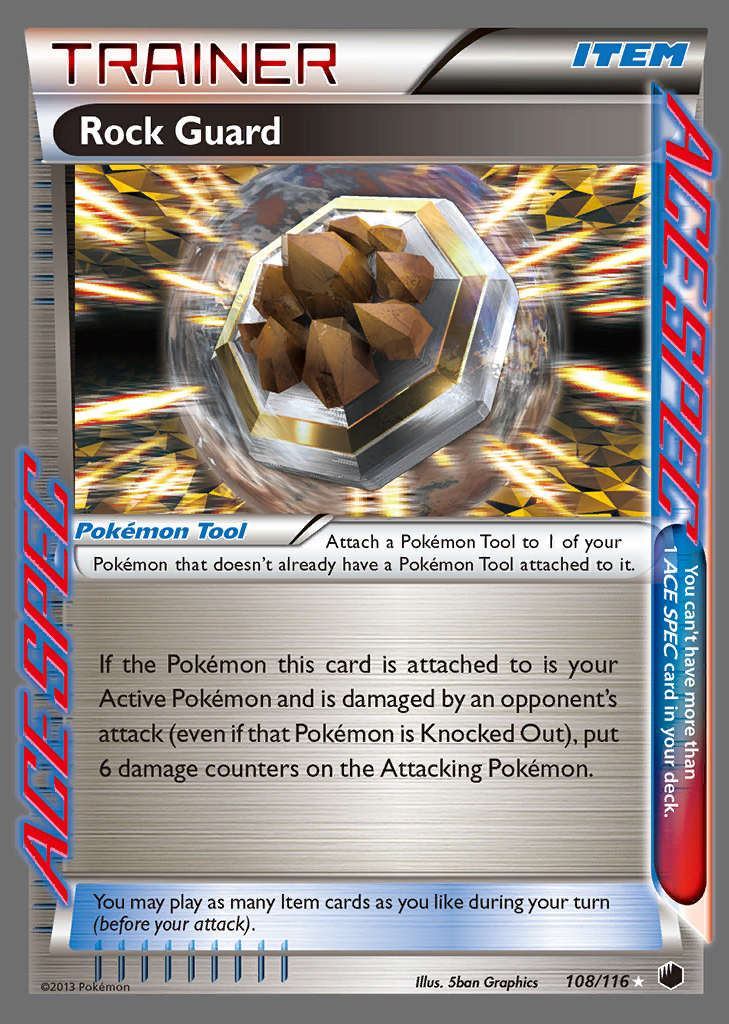 TRAINER
ITEM
Rock Guard
ACE SPEC
ACE SPEC
Pokémon Tool
Attach a Pokémon Tool to 1 of your
Pokémon that doesn't already have a Pokémon Tool attached to it.
You can't have more than
1 ACE SPEC card in your deck.
If the Pokémon this card is attached to is your
Active Pokémon and is damaged by an opponent's
attack (even if that Pokémon is Knocked Out), put
6 damage counters on the Attacking Pokémon.
You may play as many Item cards as you like during your turn
(before your attack).
©2013 Pokémon
Illus. 5ban Graphics
108/116